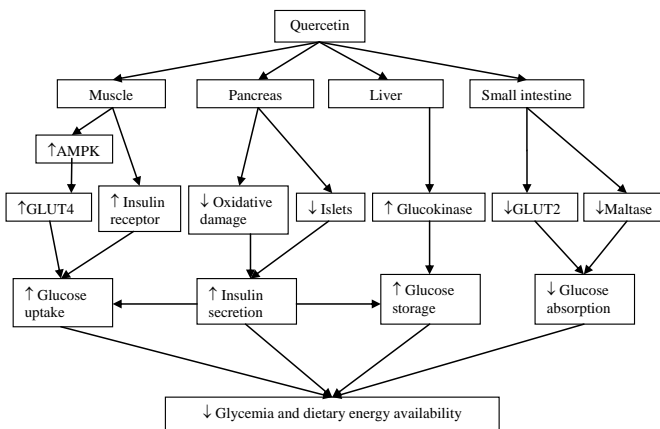 Quercetin
Muscle
Pancreas
Liver
Small intestine
↑AMPK
↑GLUT4
↑ Insulin
receptor
↓ Oxidative
damage
↓ Islets
↑ Glucokinase
↓GLUT2
↓Maltase
↑ Glucose
uptake
↑ Insulin
secretion
↑ Glucose
storage
↓ Glucose
absorption
↓ Glycemia and dietary energy availability